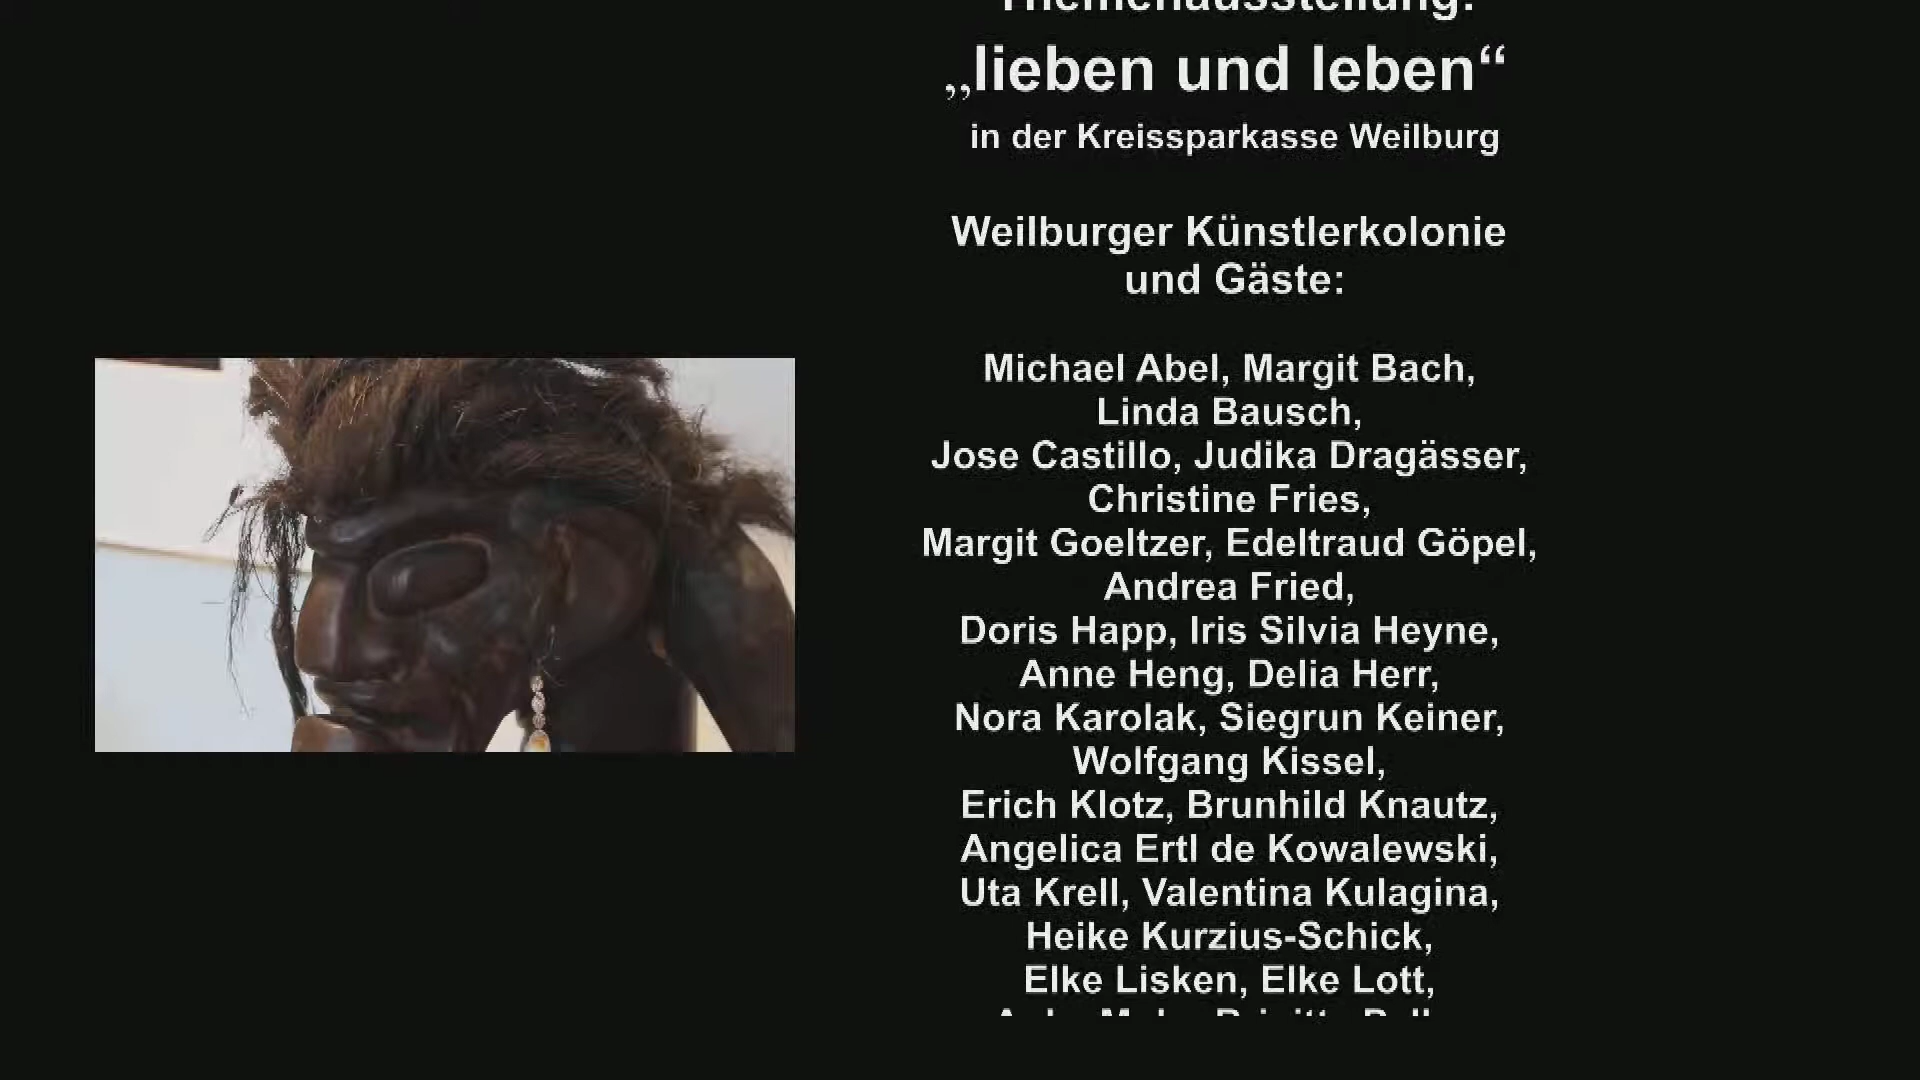 Themenausstellung:
„lieben und leben“
in der Kreissparkasse Weilburg
Weilburger Künstlerkolonie
und Gäste:
Michael Abel, Margit Bach,
Linda Bausch,
Jose Castillo, Judika Dragässer,
Christine Fries,
Margit Goeltzer, Edeltraud Göpel,
Andrea Fried,
Doris Happ, Iris Silvia Heyne,
Anne Heng, Delia Herr,
Nora Karolak, Siegrun Keiner,
Wolfgang Kissel,
Erich Klotz, Brunhild Knautz,
Angelica Ertl de Kowalewski,
Uta Krell, Valentina Kulagina,
Heike Kurzius-Schick,
Elke Lisken, Elke Lott,